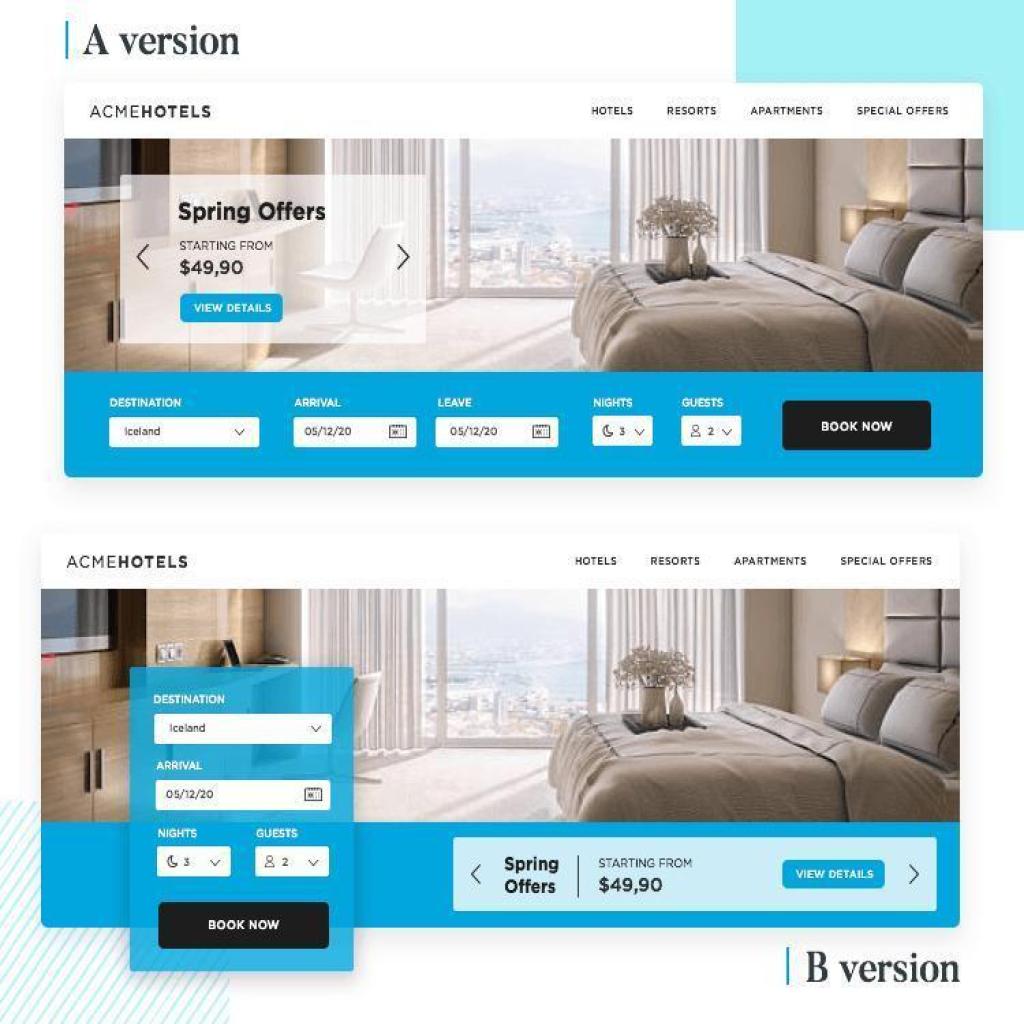 A version
ACMEHOTELS
HOTELS RESORTS APARTMENTS SPECIAL OFFERS
Spring Offers
STARTING FROM
$49,90
VIEW DETAILS
DESTINATION ARRIVAL LEAVE NIGHTS GUESTS
Iceland 05/12/20 05/12/20 3 2
BOOK NOW
ACMEHOTELS
HOTELS RESORTS APARTMENTS SPECIAL OFFERS
DESTINATION
Iceland
ARRIVAL
05/12/20
NIGHTS GUESTS
3 2
BOOK NOW
Spring
Offers
STARTING FROM
$49,90
VIEW DETAILS
B version